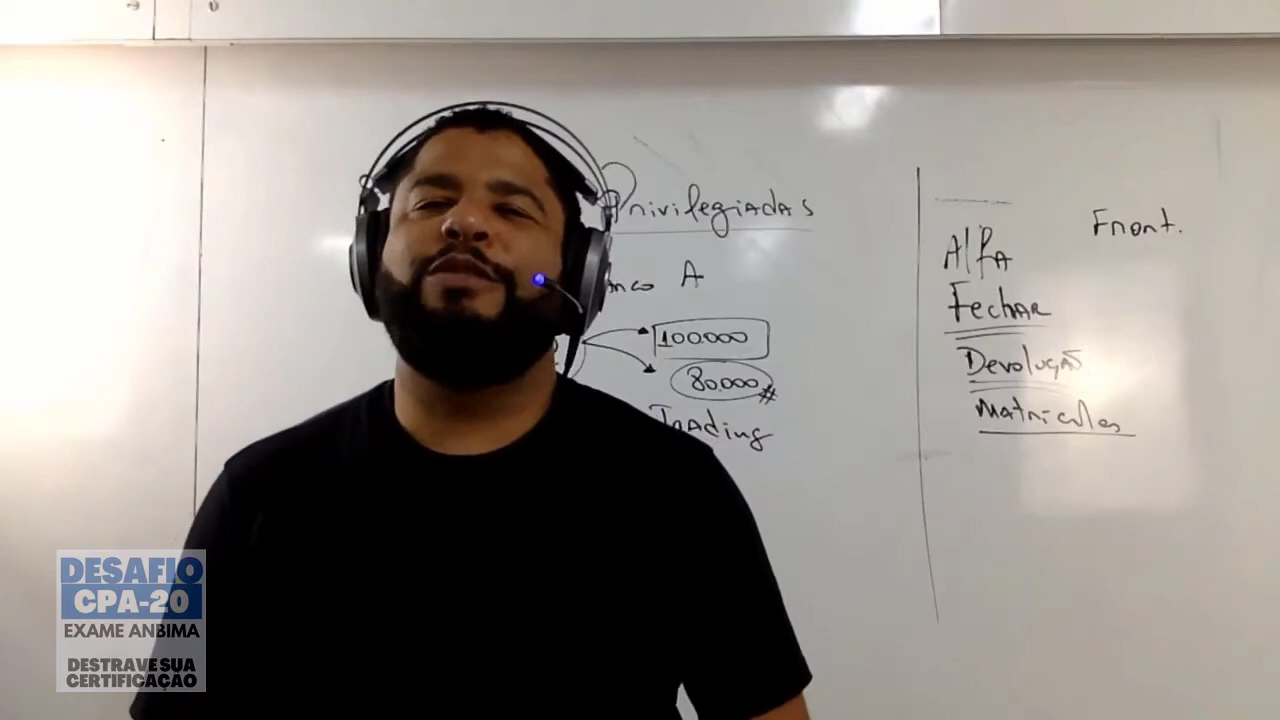 Privilegiadas
A
100.000
80.000 #
Trading
Alfa
Front.
Fechar
Devolução
Matrículas
DESAFIO
CPA-20
EXAME ANBIMA
DESTRAVE SUA
CERTIFICAÇÃO